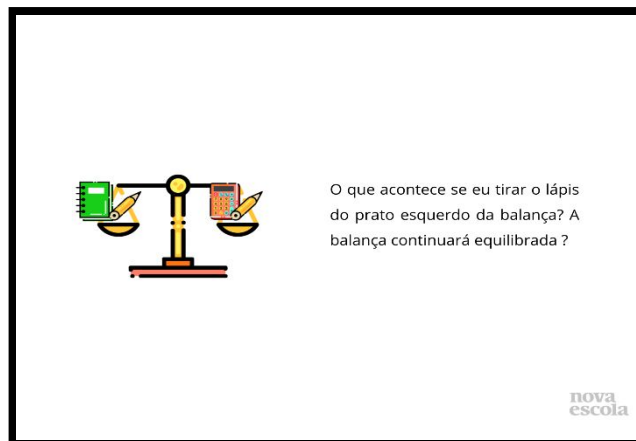 O que acontece se eu tirar o lápis
do prato esquerdo da balança? A
balança continuará equilibrada ?
nova
escola